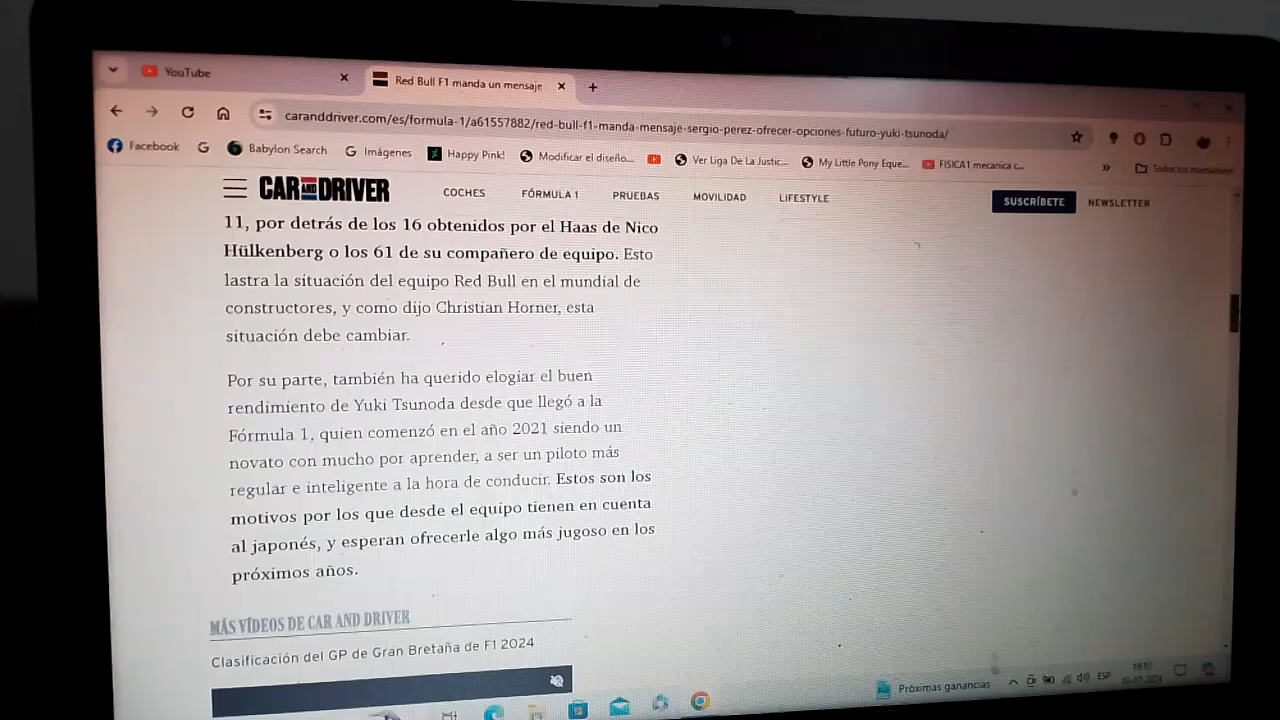 YouTube
Red Bull F1 manda un mensaje
caranddriver.com/es/formula-1/a61557882/red-bull-f1-manda-mensaje-sergio-perez-ofrecer-opciones-futuro-yuki-tsunoda/
Facebook
Babylon Search
Imágenes
Happy Pink!
Modificar el diseño...
Ver Liga De La Justic...
My Little Pony Eque...
FISICA1 mecanica c...
»
Todos los marcadores
CAR AND DRIVER
COCHES
FÓRMULA 1
PRUEBAS
MOVILIDAD
LIFESTYLE
SUSCRÍBETE
NEWSLETTER
11, por detrás de los 16 obtenidos por el Haas de Nico
Hülkenberg o los 61 de su compañero de equipo. Esto
lastra la situación del equipo Red Bull en el mundial de
constructores, y como dijo Christian Horner, esta
situación debe cambiar.
Por su parte, también ha querido elogiar el buen
rendimiento de Yuki Tsunoda desde que llegó a la
Fórmula 1, quien comenzó en el año 2021 siendo un
novato con mucho por aprender, a ser un piloto más
regular e inteligente a la hora de conducir. Estos son los
motivos por los que desde el equipo tienen en cuenta
al japonés, y esperan ofrecerle algo más jugoso en los
próximos años.
MÁS VÍDEOS DE CAR AND DRIVER
Clasificación del GP de Gran Bretaña de F1 2024
Próximas ganancias
ESP
19:10